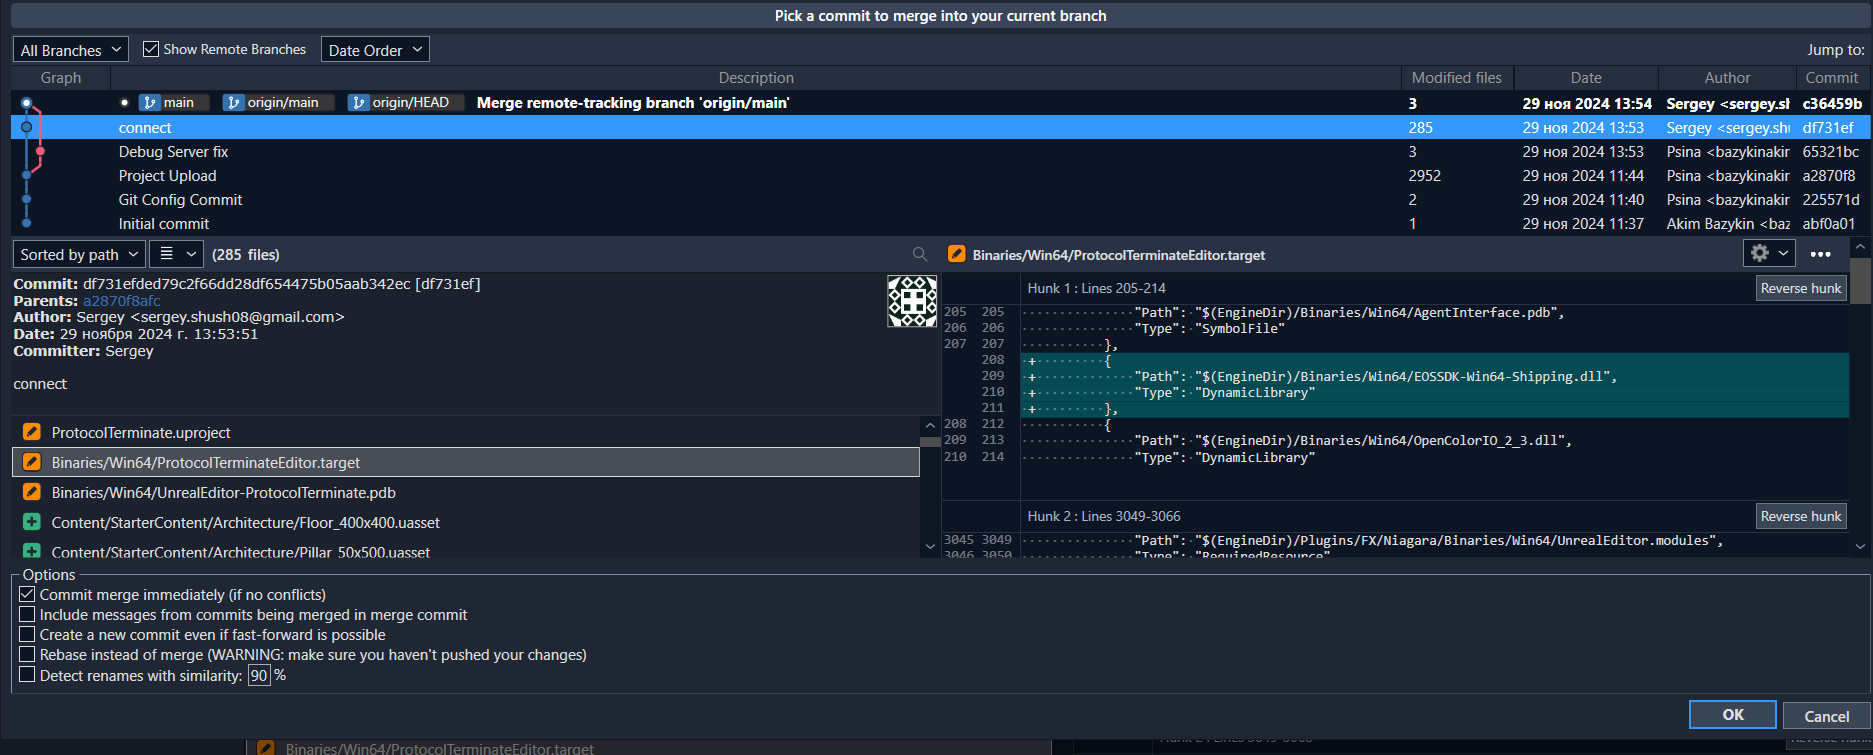 Pick a commit to merge into your current branch
All Branches Show Remote Branches Date Order Jump to:
Graph Description Modified files Date Author Commit
main origin/main origin/HEAD Merge remote-tracking branch 'origin/main' 3 29 ноя 2024 13:54 Sergey <sergey.sh c36459b
connect 285 29 ноя 2024 13:53 Sergey <sergey.shu df731ef
Debug Server fix 3 29 ноя 2024 13:53 Psina <bazykinakir 65321bc
Project Upload 2952 29 ноя 2024 11:44 Psina <bazykinakir a2870f8
Git Config Commit 2 29 ноя 2024 11:40 Psina <bazykinakir 225571d
Initial commit 1 29 ноя 2024 11:37 Akim Bazykin <baz abf0a01
Sorted by path (285 files)
Commit: df731efded79c2f66dd28df654475b05aab342ec [df731ef]
Parents: a2870f8afc
Author: Sergey <sergey.shush08@gmail.com>
Date: 29 ноября 2024 г. 13:53:51
Committer: Sergey
connect
ProtocolTerminate.uproject
Binaries/Win64/ProtocolTerminateEditor.target
Binaries/Win64/UnrealEditor-ProtocolTerminate.pdb
Content/StarterContent/Architecture/Floor_400x400.uasset
Content/StarterContent/Architecture/Pillar_50x500.uasset
Binaries/Win64/ProtocolTerminateEditor.target
Hunk 1 : Lines 205-214 Reverse hunk
205 205 "Path": "$(EngineDir)/Binaries/Win64/AgentInterface.pdb",
206 206 "Type": "SymbolFile"
207 207 },
208 + {
209 + "Path": "$(EngineDir)/Binaries/Win64/EOSSDK-Win64-Shipping.dll",
210 + "Type": "DynamicLibrary"
211 + },
208 212 {
209 213 "Path": "$(EngineDir)/Binaries/Win64/OpenColorIO_2_3.dll",
210 214 "Type": "DynamicLibrary"
Hunk 2 : Lines 3049-3066 Reverse hunk
3045 3049 "Path": "$(EngineDir)/Plugins/FX/Niagara/Binaries/Win64/UnrealEditor.modules",
3046 3050 "Type": "RequiredResource"
Options
Commit merge immediately (if no conflicts)
Include messages from commits being merged in merge commit
Create a new commit even if fast-forward is possible
Rebase instead of merge (WARNING: make sure you haven't pushed your changes)
Detect renames with similarity: 90 %
OK Cancel
Binaries/Win64/ProtocolTerminateEditor.target